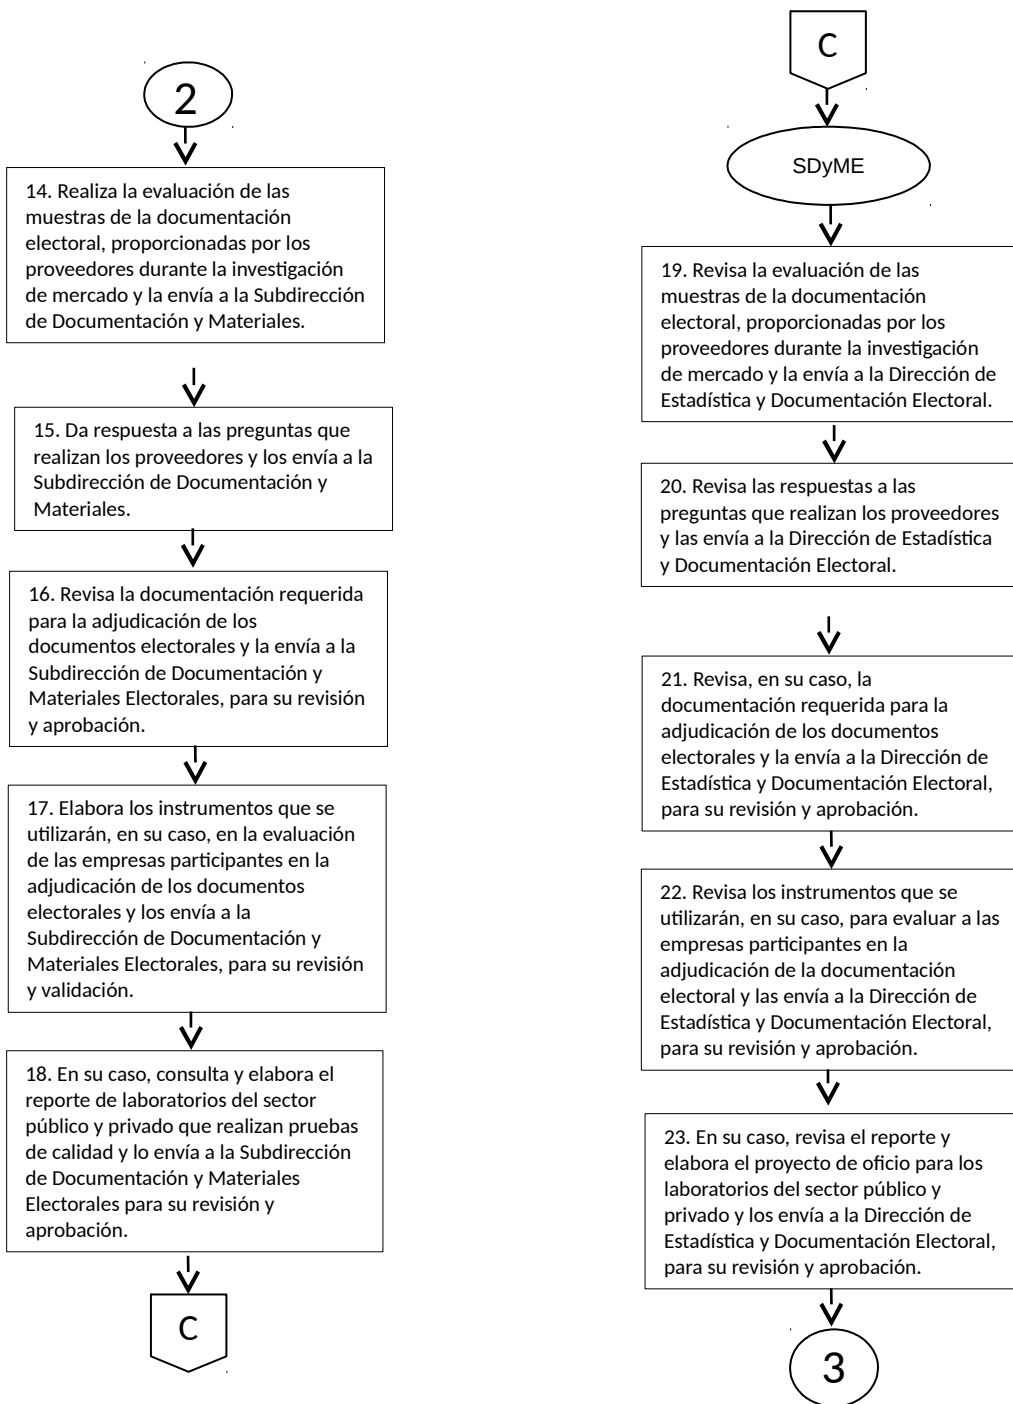 2
14. Realiza la evaluación de las
muestras de la documentación
electoral, proporcionadas por los
proveedores durante la investigación
de mercado y la envía a la Subdirección
de Documentación y Materiales.
15. Da respuesta a las preguntas que
realizan los proveedores y los envía a la
Subdirección de Documentación y
Materiales.
16. Revisa la documentación requerida
para la adjudicación de los
documentos electorales y la envía a la
Subdirección de Documentación y
Materiales Electorales, para su revisión
y aprobación.
17. Elabora los instrumentos que se
utilizarán, en su caso, en la evaluación
de las empresas participantes en la
adjudicación de los documentos
electorales y los envía a la
Subdirección de Documentación y
Materiales Electorales, para su revisión
y validación.
18. En su caso, consulta y elabora el
reporte de laboratorios del sector
público y privado que realizan pruebas
de calidad y lo envía a la Subdirección
de Documentación y Materiales
Electorales para su revisión y
aprobación.
C
C
SDyME
19. Revisa la evaluación de las
muestras de la documentación
electoral, proporcionadas por los
proveedores durante la investigación
de mercado y la envía a la Dirección de
Estadística y Documentación Electoral.
20. Revisa las respuestas a las
preguntas que realizan los proveedores
y las envía a la Dirección de Estadística
y Documentación Electoral.
21. Revisa, en su caso, la
documentación requerida para la
adjudicación de los documentos
electorales y la envía a la Dirección de
Estadística y Documentación Electoral,
para su revisión y aprobación.
22. Revisa los instrumentos que se
utilizarán, en su caso, para evaluar a las
empresas participantes en la
adjudicación de la documentación
electoral y las envía a la Dirección de
Estadística y Documentación Electoral,
para su revisión y aprobación.
23. En su caso, revisa el reporte y
elabora el proyecto de oficio para los
laboratorios del sector público y
privado y los envía a la Dirección de
Estadística y Documentación Electoral,
para su revisión y aprobación.
3